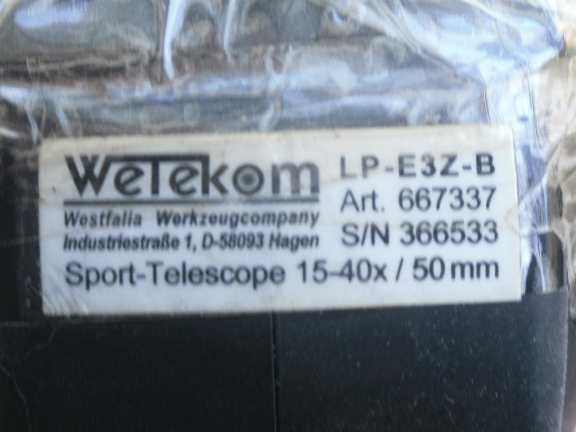 WeTekom
Westfalia Werkzeugcompany
Industriestraße 1, D-58093 Hagen
LP-E3Z-B
Art. 667337
S/N 366533
Sport-Telescope 15-40x / 50 mm